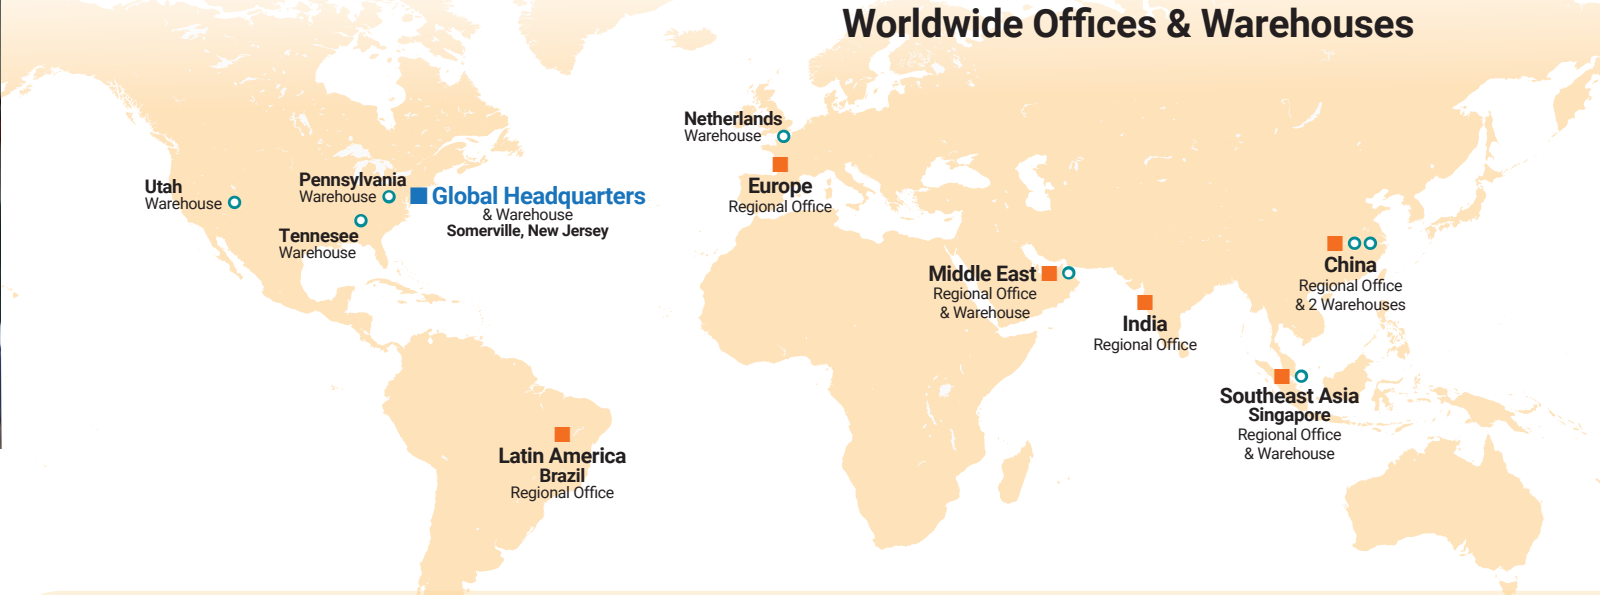 Worldwide Offices & Warehouses
Netherlands
Warehouse
Utah
Warehouse
Pennsylvania
Warehouse
Global Headquarters
& Warehouse
Somerville, New Jersey
Tennesee
Warehouse
Europe
Regional Office
Middle East
Regional Office
& Warehouse
India
Regional Office
China
Regional Office
& 2 Warehouses
Southeast Asia
Singapore
Regional Office
& Warehouse
Latin America
Brazil
Regional Office